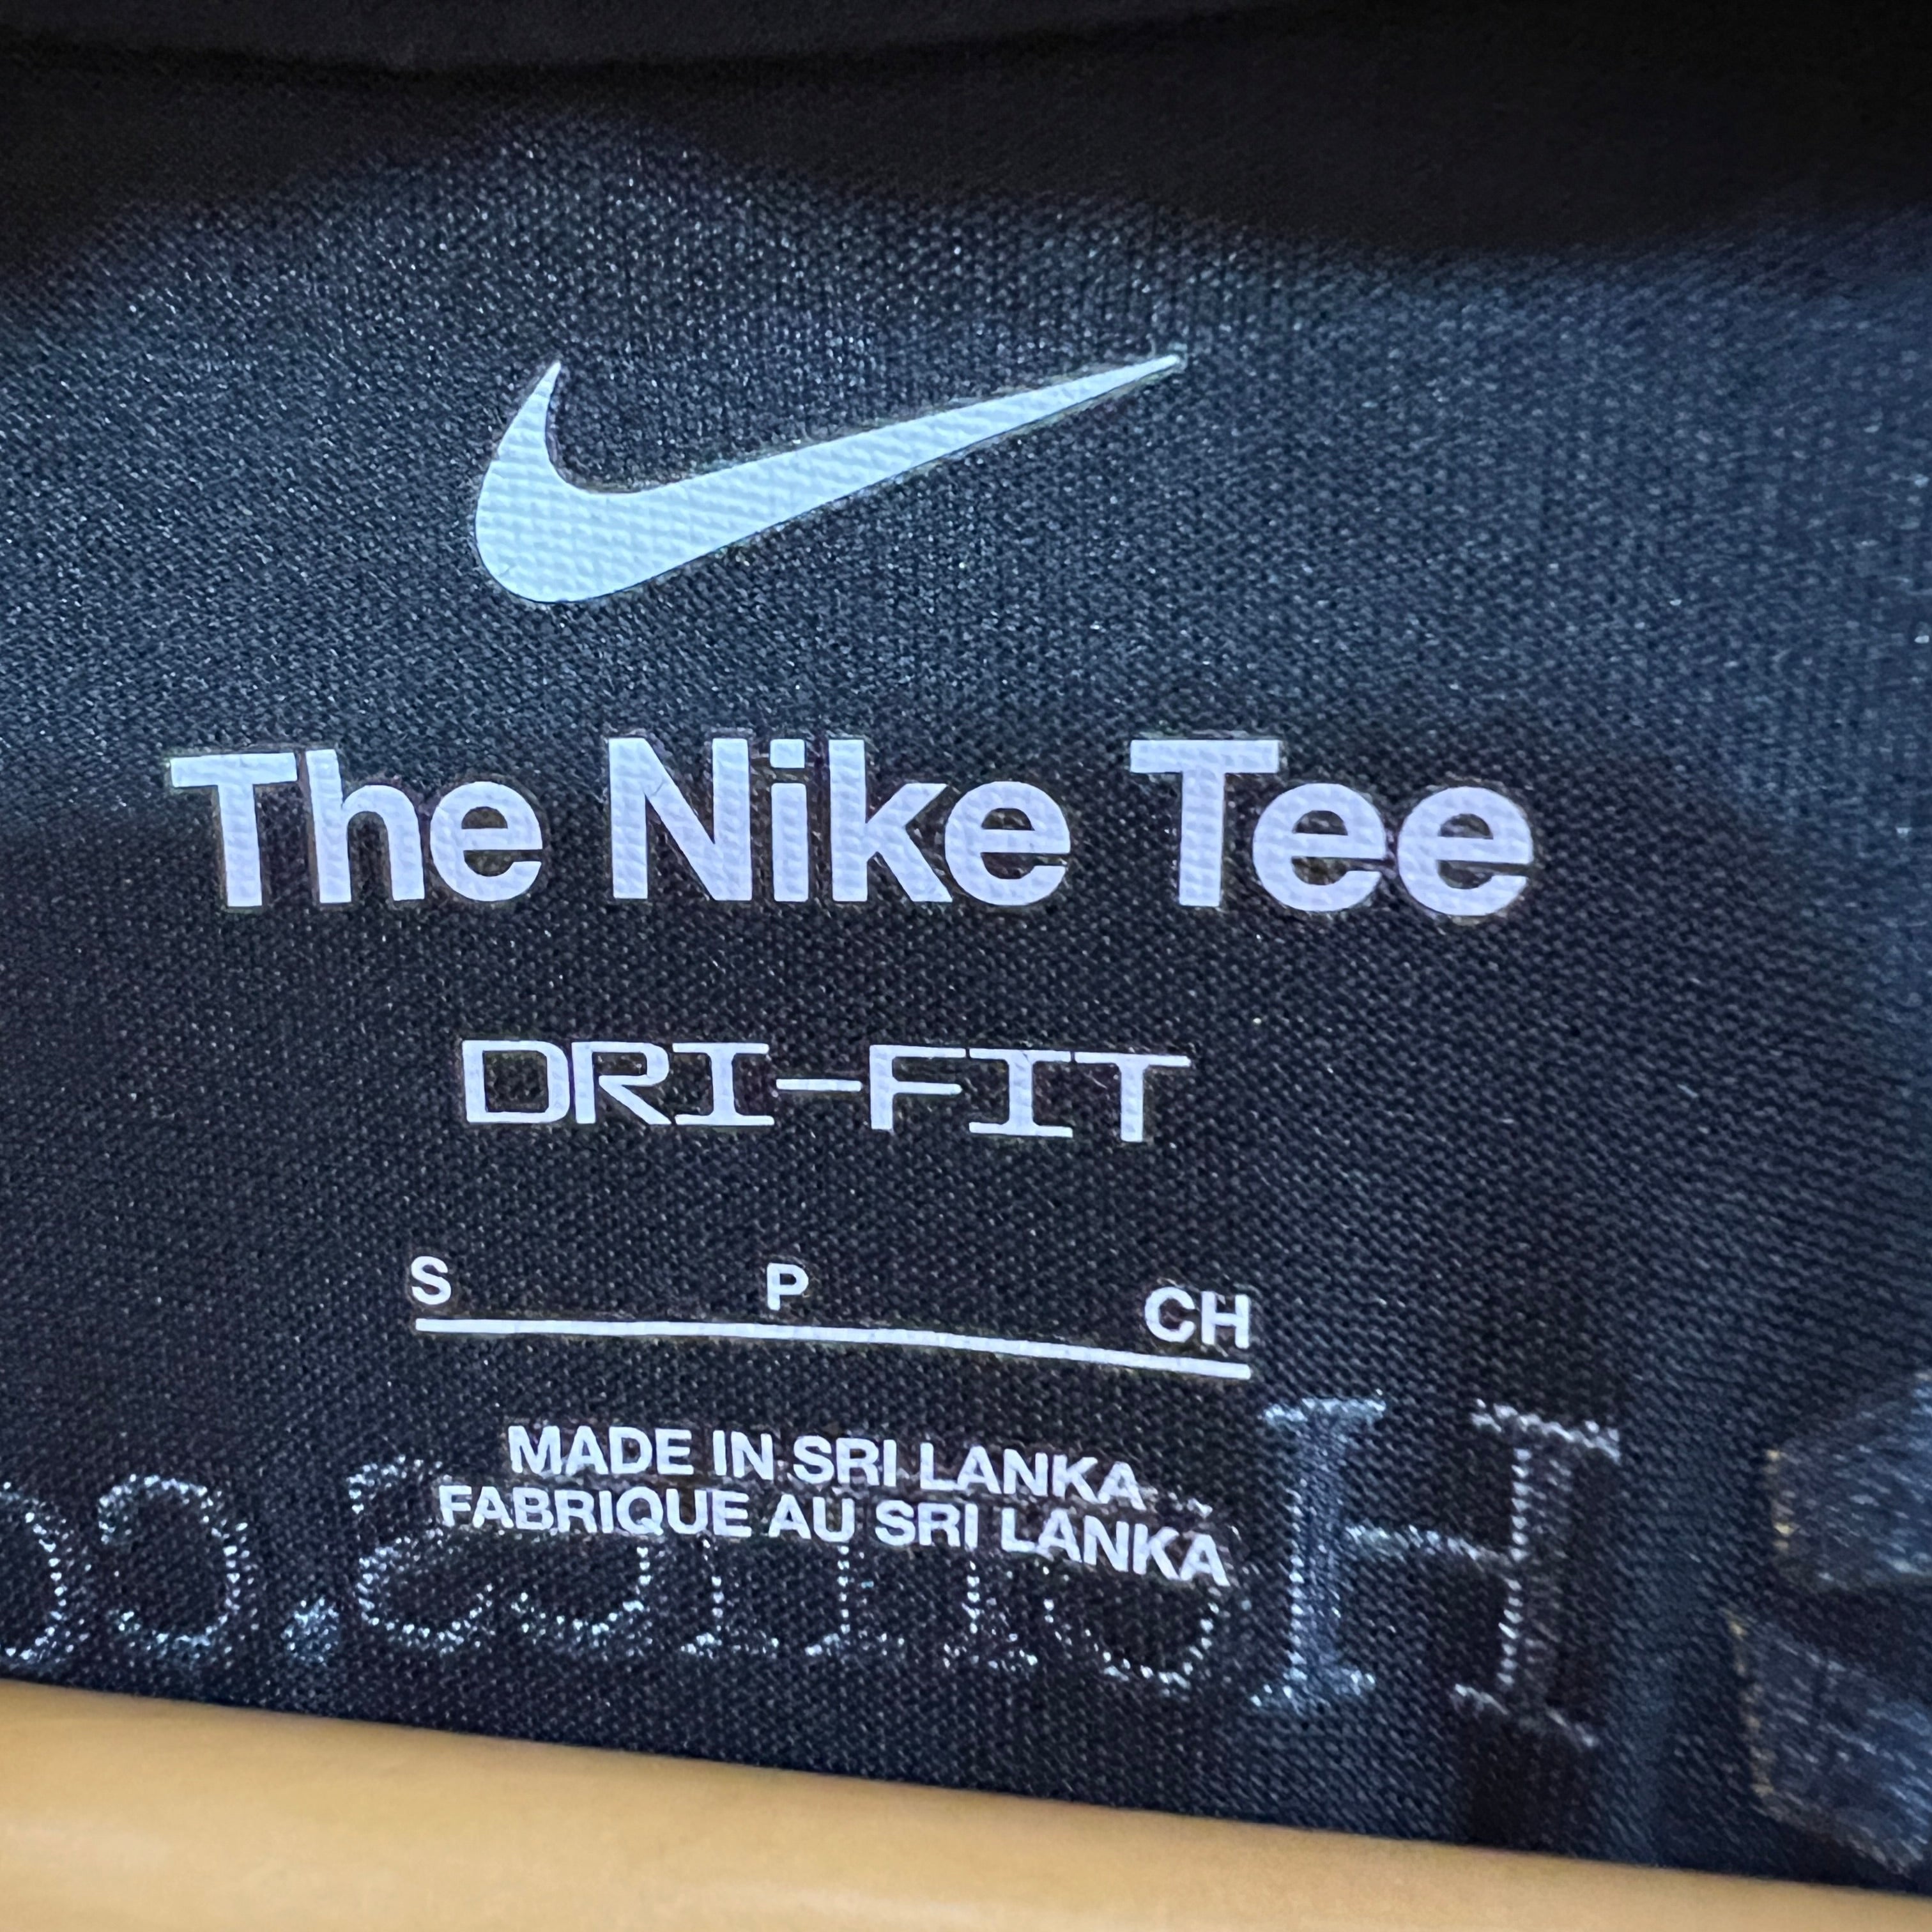 The Nike Tee
DRI-FIT
S P CH
MADE IN SRI LANKA
FABRIQUE AU SRI LANKA